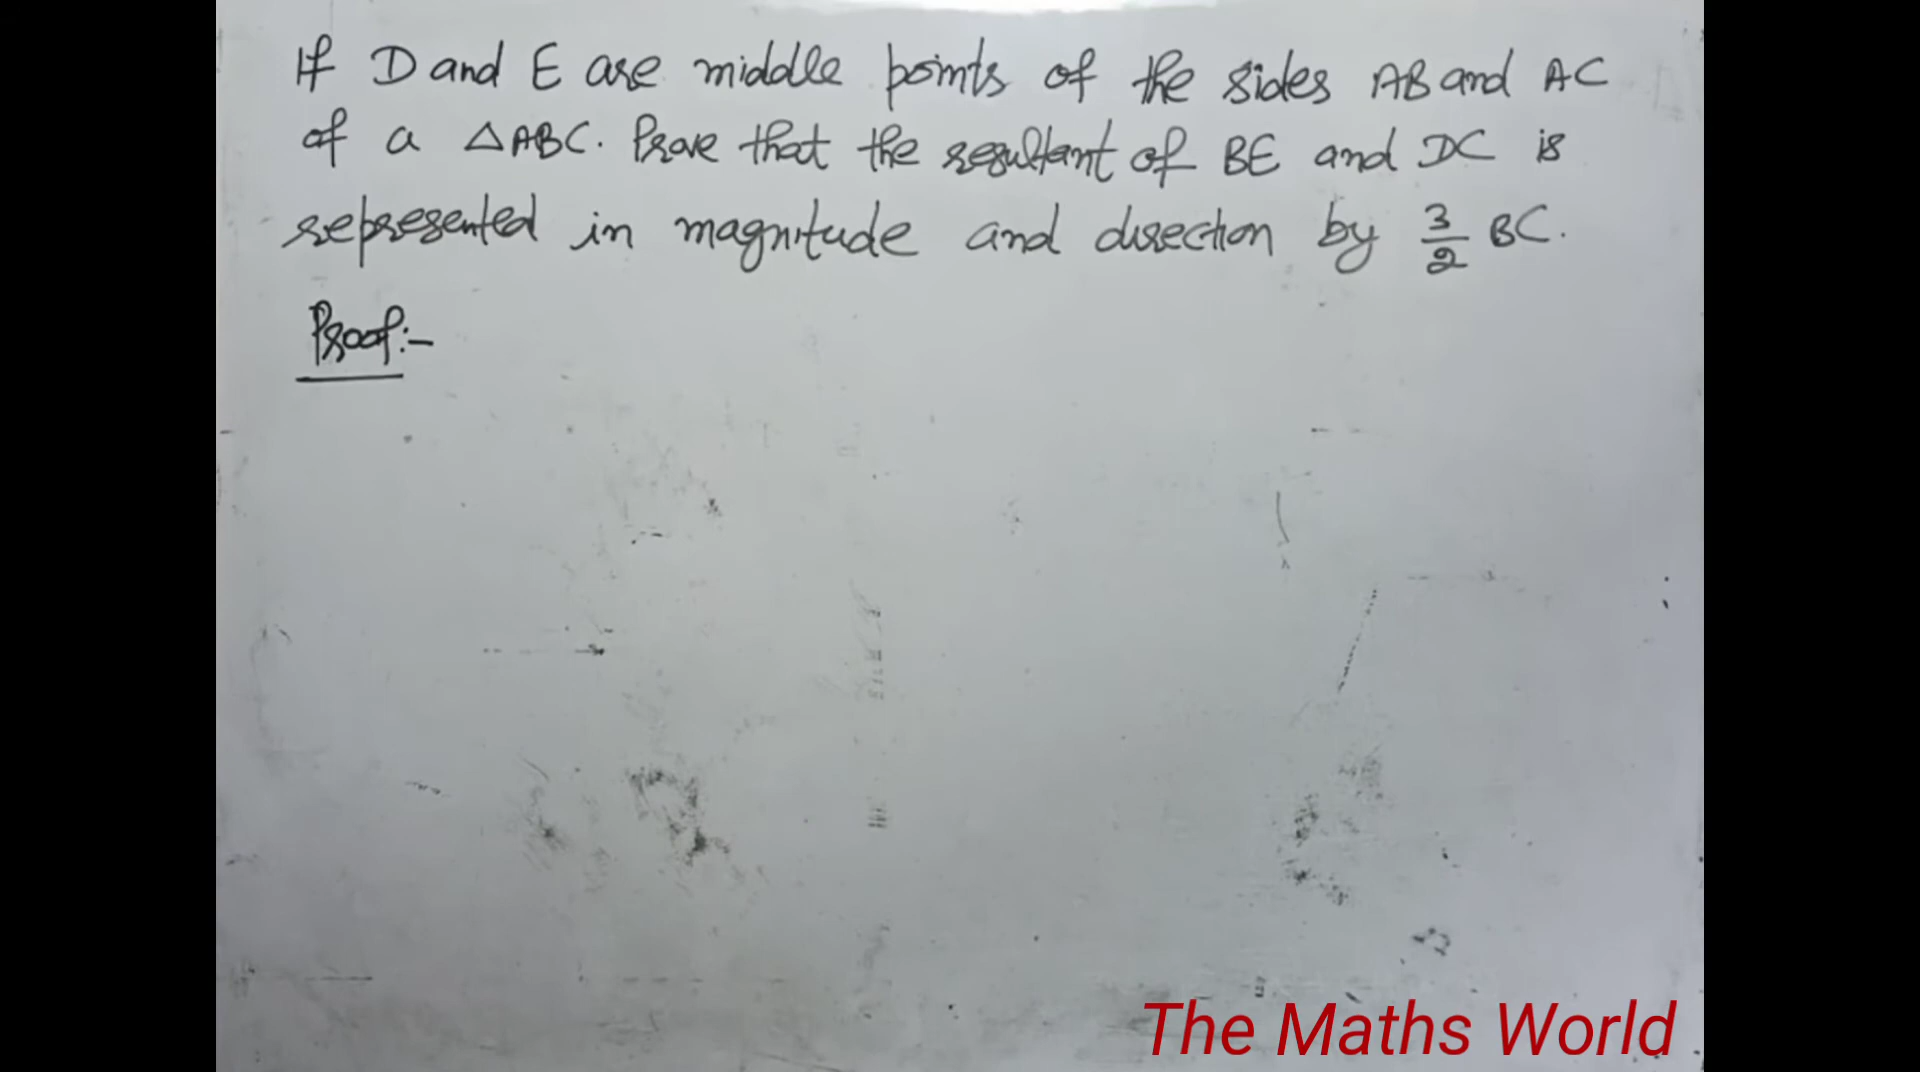 If D and E are middle points of the sides AB and AC
of a △ABC. Prove that the resultant of BE and DC is
represented in magnitude and direction by 3/2 BC.
Proof:-
The Maths World